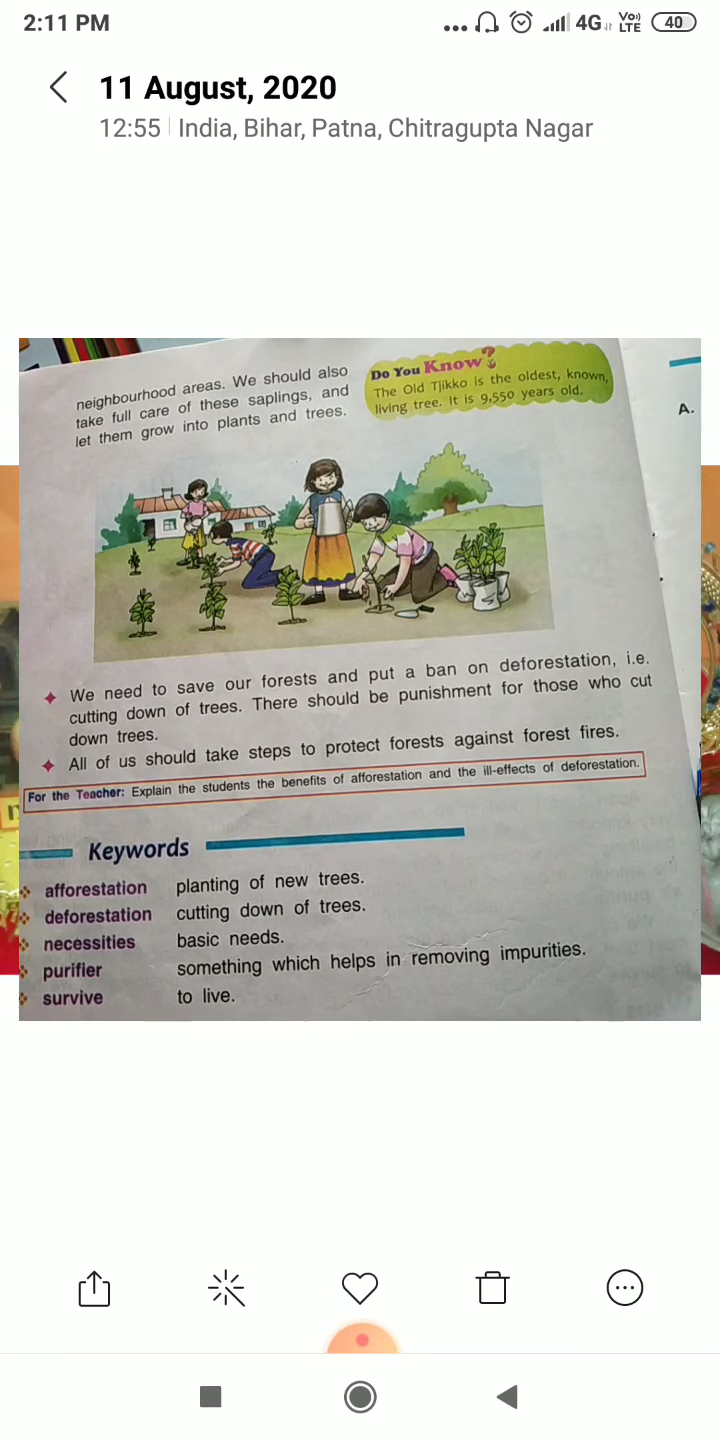 2:11 PM
4G
Vo))
LTE
40
11 August, 2020
12:55 India, Bihar, Patna, Chitragupta Nagar
neighbourhood areas. We should also
take full care of these saplings, and
let them grow into plants and trees.
Do You Know?
The Old Tjikko is the oldest, known,
living tree. It is 9,550 years old.
A.
We need to save our forests and put a ban on deforestation, i.e.
cutting down of trees. There should be punishment for those who cut
down trees.
All of us should take steps to protect forests against forest fires.
For the Teacher: Explain the students the benefits of afforestation and the ill-effects of deforestation.
Keywords
afforestation planting of new trees.
deforestation cutting down of trees.
necessities basic needs.
purifier something which helps in removing impurities.
survive to live.